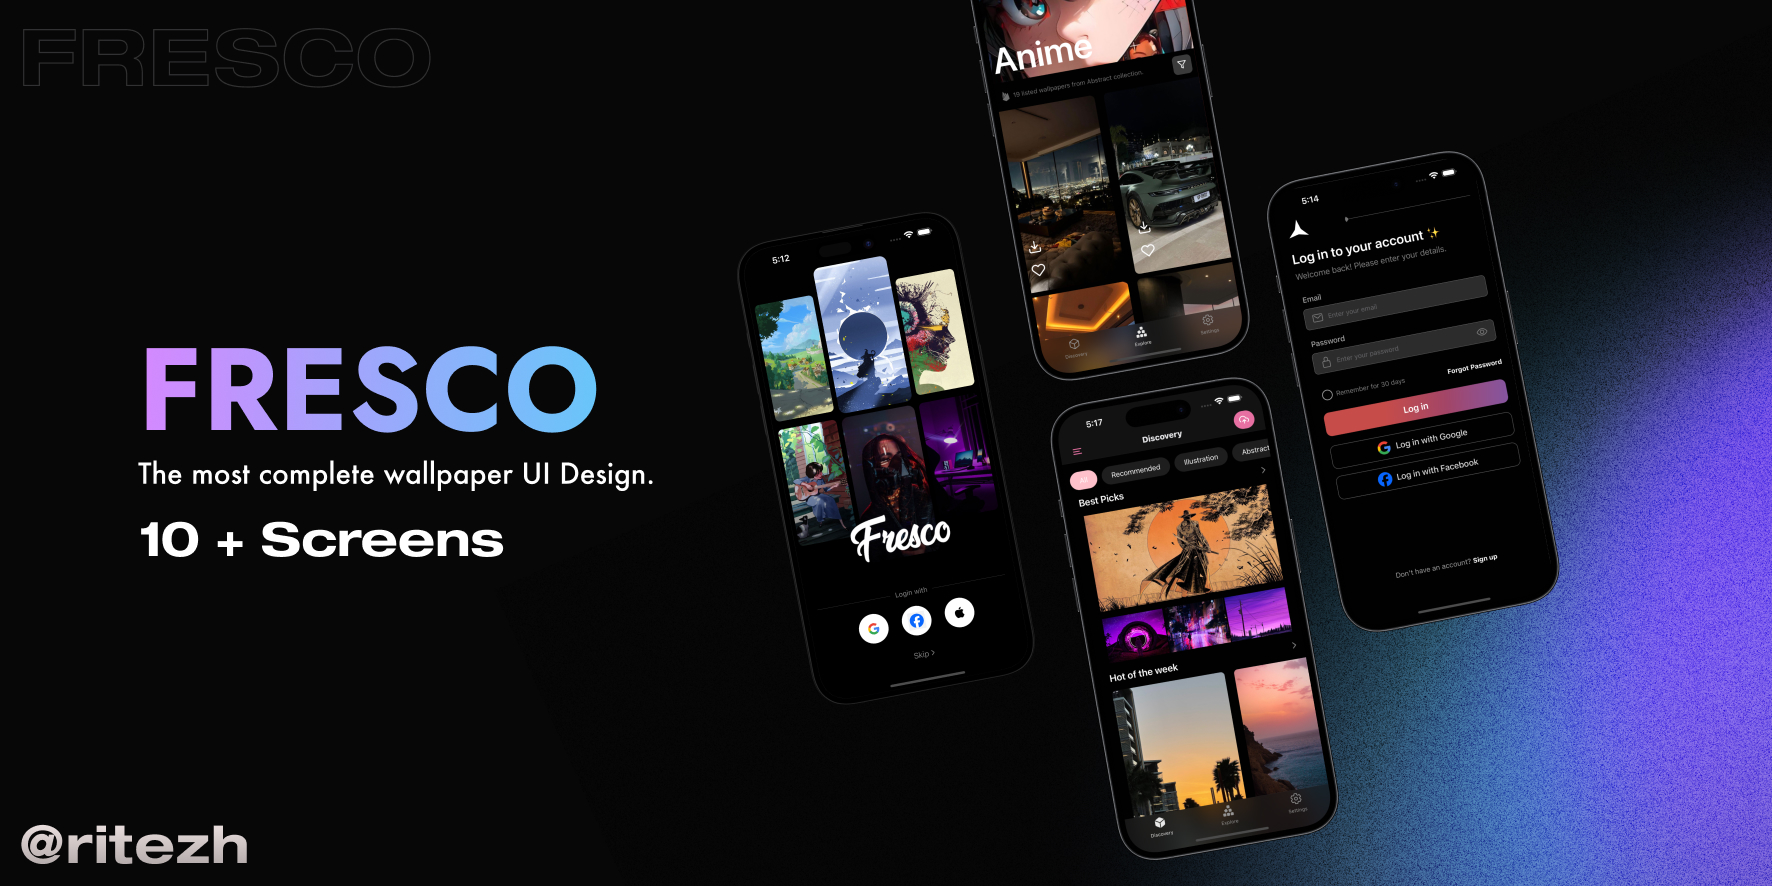 FRESCO
FRESCO
The most complete wallpaper UI Design.
10 + Screens
@ritezh
5:12
Fresco
Login with
Skip >
Anime
19 listed wallpapers from Abstract collection.
Discovery
Explore
Settings
5:17
Discovery
All
Recommended
Illustration
Abstract
Best Picks
Hot of the week
Discovery
Explore
Settings
5:14
Log in to your account ✨
Welcome back! Please enter your details.
Email
Enter your email
Password
Enter your password
Remember for 30 days
Forgot Password
Log in
Log in with Google
Log in with Facebook
Don't have an account? Sign up